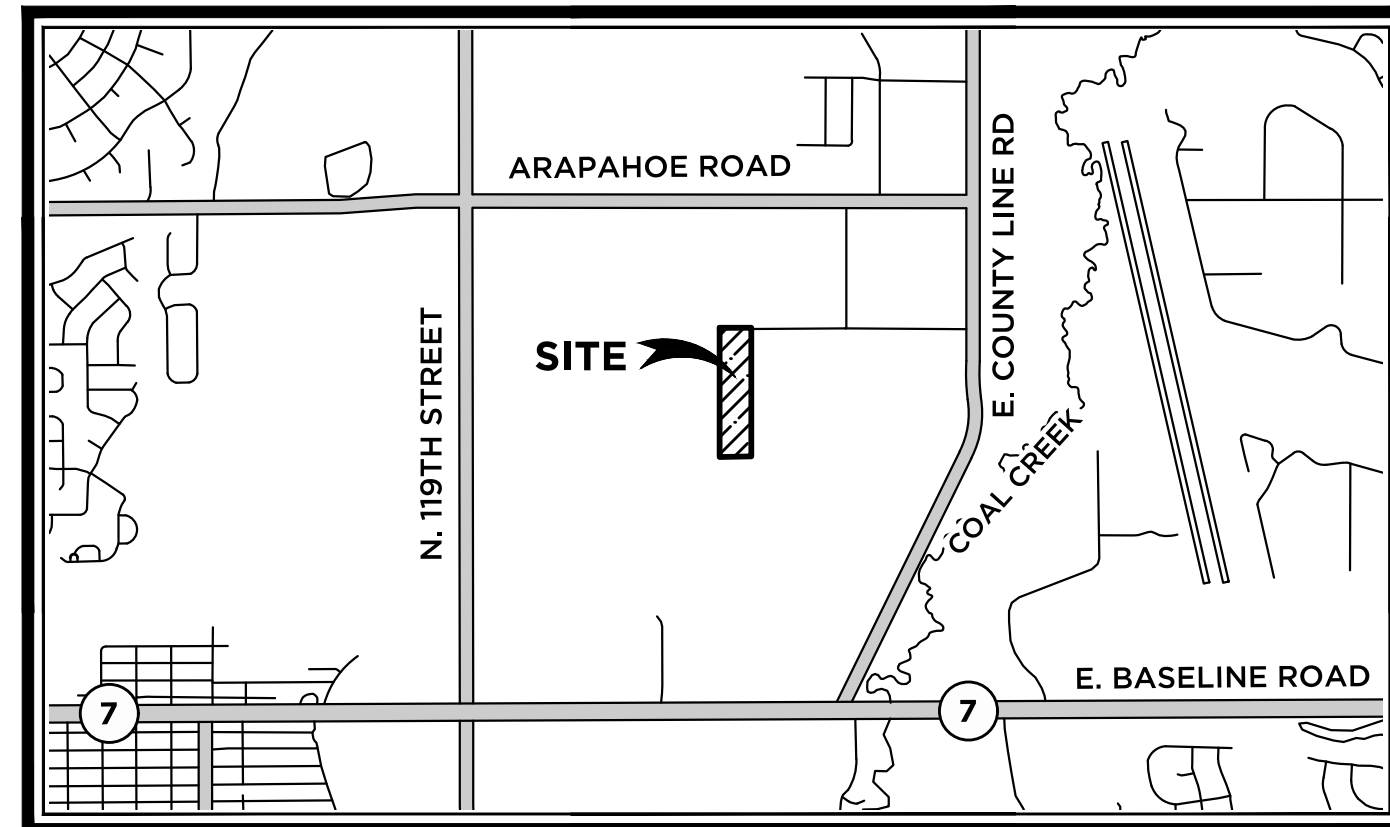 ARAPAHOE ROAD
E. COUNTY LINE RD
N. 119TH STREET
SITE
COAL CREEK
E. BASELINE ROAD
7
7